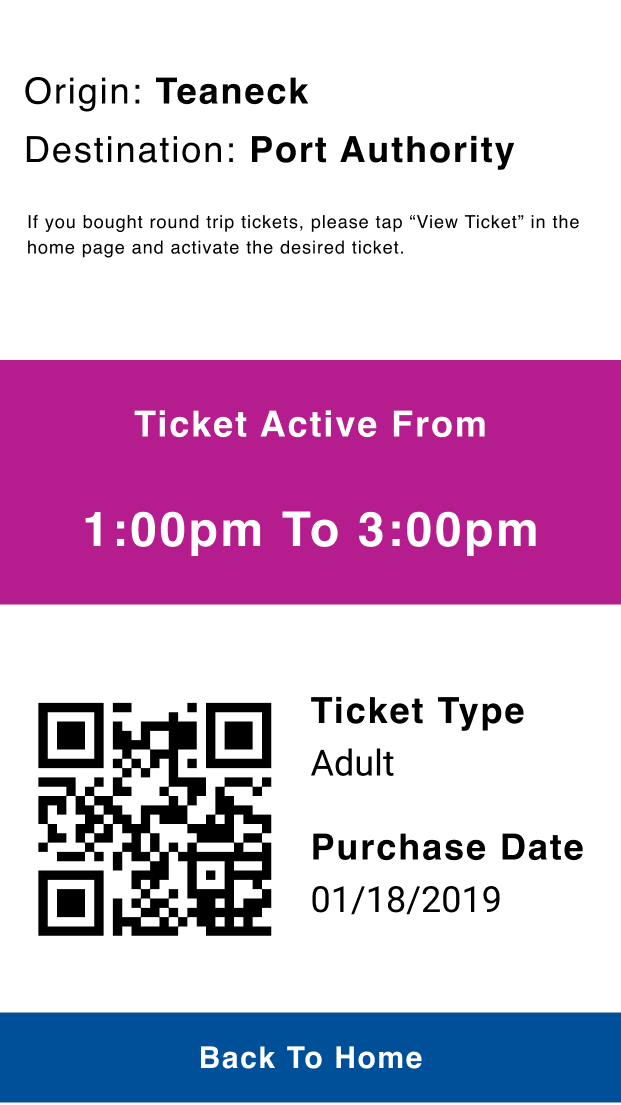 Origin: Teaneck
Destination: Port Authority
If you bought round trip tickets, please tap “View Ticket” in the
home page and activate the desired ticket.
Ticket Active From
1:00pm To 3:00pm
Ticket Type
Adult
Purchase Date
01/18/2019
Back To Home